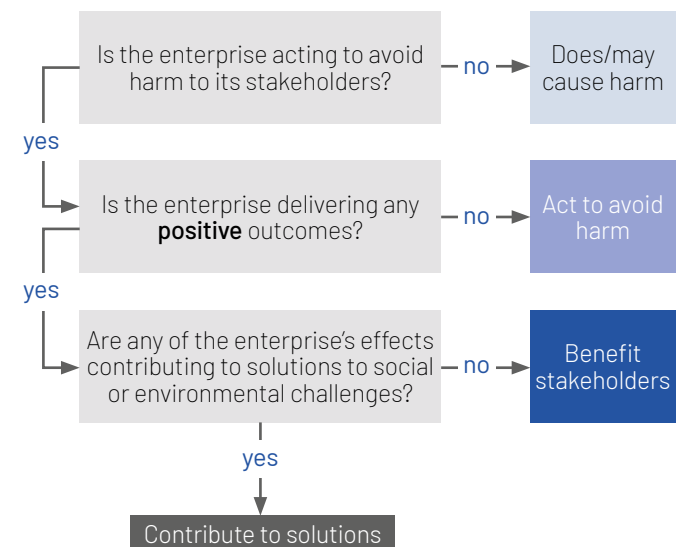 Is the enterprise acting to avoid
harm to its stakeholders?
no
Does/may
cause harm
yes
Is the enterprise delivering any
positive outcomes?
no
Act to avoid
harm
yes
Are any of the enterprise's effects
contributing to solutions to social
or environmental challenges?
no
Benefit
stakeholders
yes
Contribute to solutions